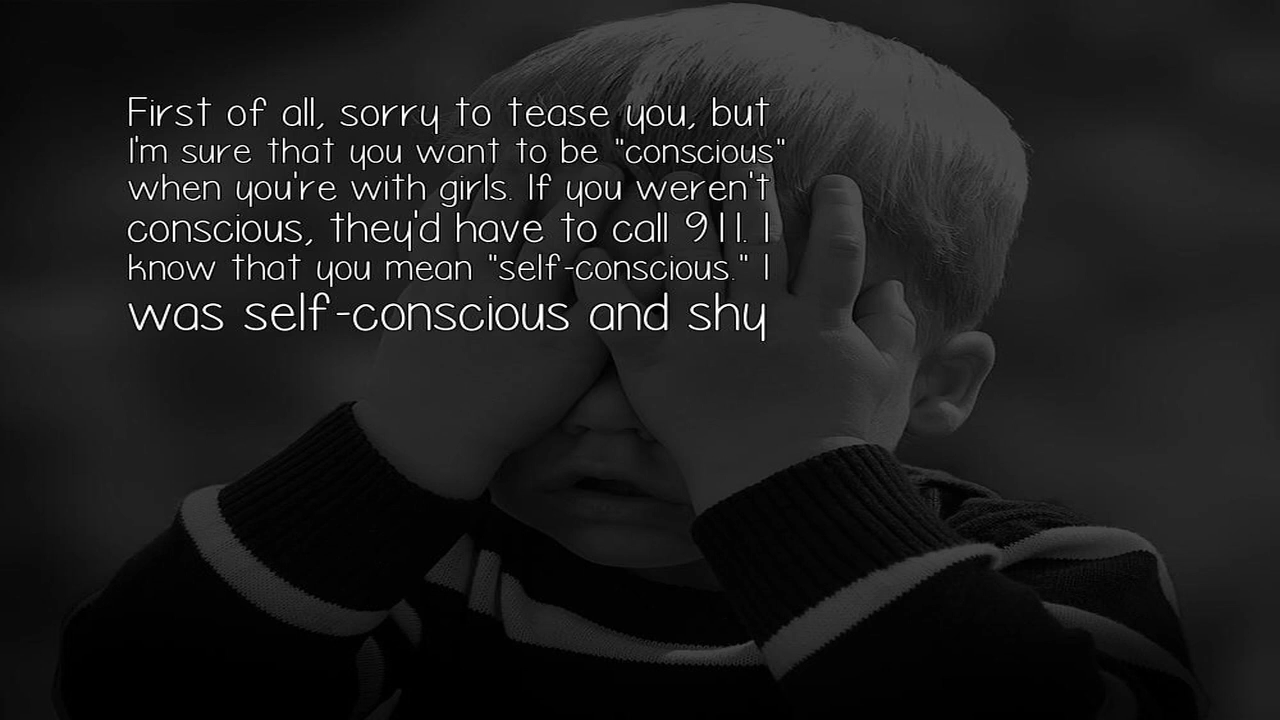 First of all, sorry to tease you, but
I'm sure that you want to be "conscious"
when you're with girls. If you weren't
conscious, they'd have to call 911. I
know that you mean "self-conscious." I
was self-conscious and shy